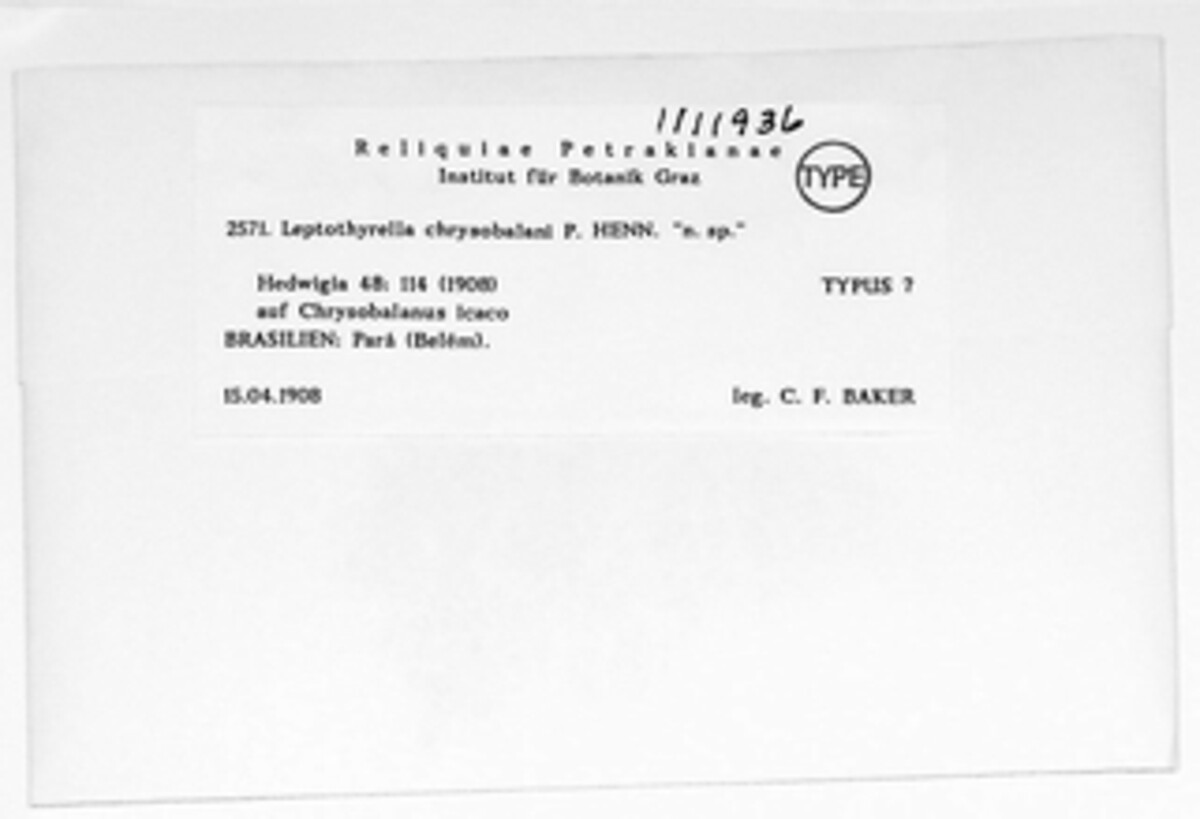 1111936
Reliquiae Petrakianae
TYPE
Institut für Botanik Graz
2571. Leptothyrella chrysobalani P. HENN. "n. sp."
Hedwigia 48: 114 (1908) TYPUS ?
auf Chrysobalanus icaco
BRASILIEN: Pará (Belém).
15.04.1908 leg. C. F. BAKER